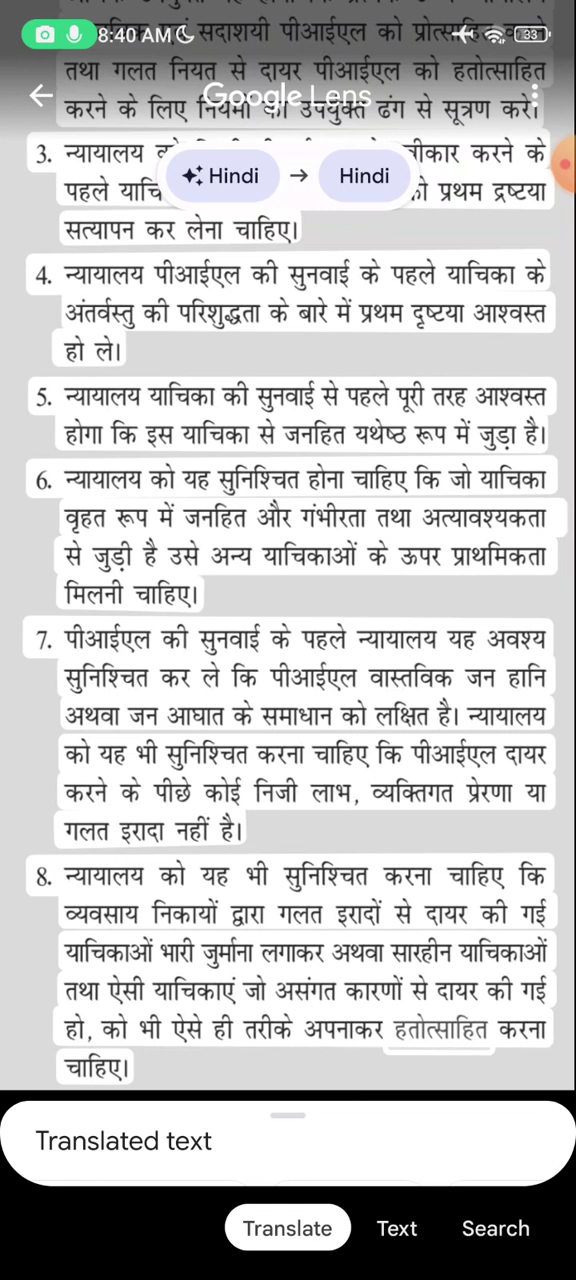 8:40 AM
33
सदाशयी पीआईएल को
तथा गलत नियत से दायर पीआईएल को हतोत्साहित
Google Lens
करने के लिए नियमों का उपयुक्त ढंग से सूत्रण करे।
3. न्यायालय
करने के
Hindi → Hindi
पहले
प्रथम द्रष्टया
सत्यापन कर लेना चाहिए।
4. न्यायालय पीआईएल की सुनवाई के पहले याचिका के
अंतर्वस्तु की परिशुद्धता के बारे में प्रथम दृष्टया आश्वस्त
हो ले।
5. न्यायालय याचिका की सुनवाई से पहले पूरी तरह आश्वस्त
होगा कि इस याचिका से जनहित यथेष्ठ रूप में जुड़ा है।
6. न्यायालय को यह सुनिश्चित होना चाहिए कि जो याचिका
वृहत रूप में जनहित और गंभीरता तथा अत्यावश्यकता
से जुड़ी है उसे अन्य याचिकाओं के ऊपर प्राथमिकता
मिलनी चाहिए।
7. पीआईएल की सुनवाई के पहले न्यायालय यह अवश्य
सुनिश्चित कर ले कि पीआईएल वास्तविक जन हानि
अथवा जन आघात के समाधान को लक्षित है। न्यायालय
को यह भी सुनिश्चित करना चाहिए कि पीआईएल दायर
करने के पीछे कोई निजी लाभ, व्यक्तिगत प्रेरणा या
गलत इरादा नहीं है।
8. न्यायालय को यह भी सुनिश्चित करना चाहिए कि
व्यवसाय निकायों द्वारा गलत इरादों से दायर की गई
याचिकाओं भारी जुर्माना लगाकर अथवा सारहीन याचिकाओं
तथा ऐसी याचिकाएं जो असंगत कारणों से दायर की गई
हो, को भी ऐसे ही तरीके अपनाकर हतोत्साहित करना
चाहिए।
Translated text
Translate Text Search